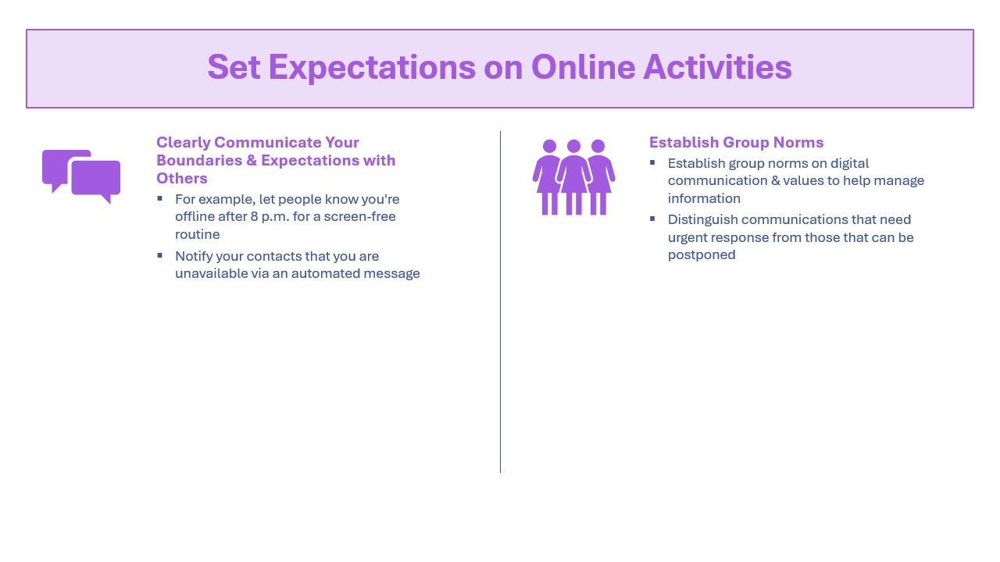 Set Expectations on Online Activities
Clearly Communicate Your
Boundaries & Expectations with
Others
▪ For example, let people know you're
offline after 8 p.m. for a screen-free
routine
▪ Notify your contacts that you are
unavailable via an automated message
Establish Group Norms
▪ Establish group norms on digital
communication & values to help manage
information
▪ Distinguish communications that need
urgent response from those that can be
postponed